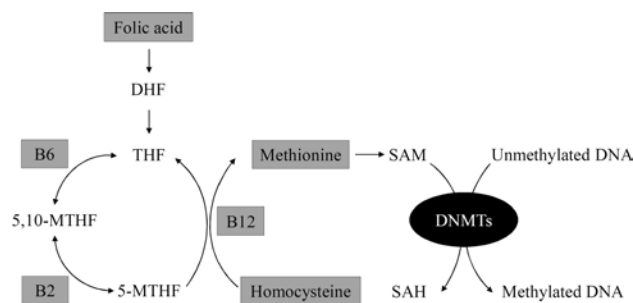 Folic acid
DHF
B6
THF
Methionine
SAM
Unmethylated DNA
5,10-MTHF
B12
DNMTs
B2
5-MTHF
Homocysteine
SAH
Methylated DNA